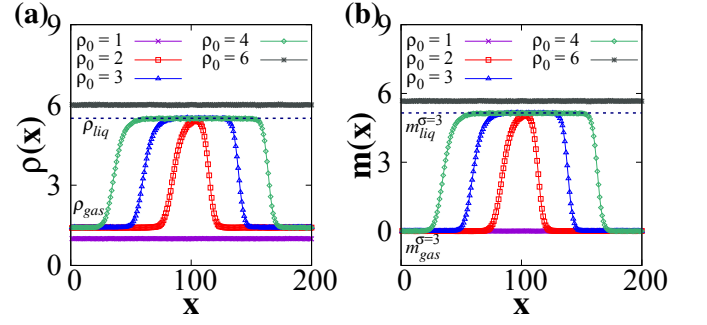 (a)
9
6
3
0
ρ(x)
ρ₀ = 1
ρ₀ = 2
ρ₀ = 3
ρ₀ = 4
ρ₀ = 6
ρ_liq
ρ_gas
0
100
200
x
(b)
9
6
3
0
m(x)
ρ₀ = 1
ρ₀ = 2
ρ₀ = 3
ρ₀ = 4
ρ₀ = 6
m_liq^σ=3
m_gas^σ=3
0
100
200
x